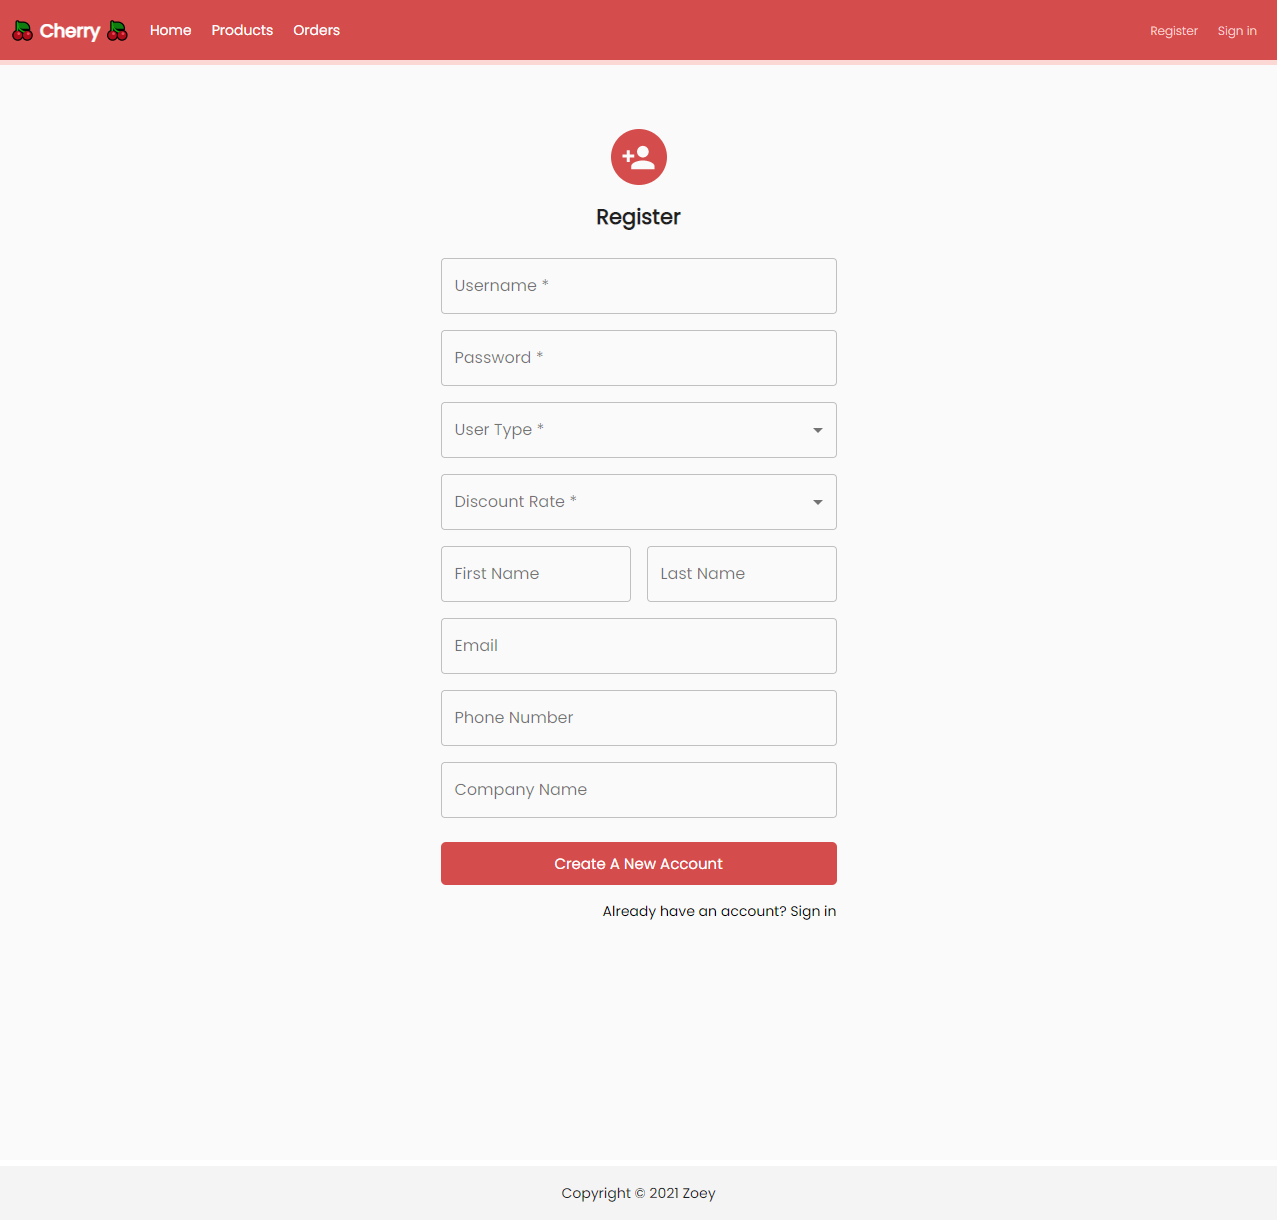 Cherry Home Products Orders Register Sign in
Register
Username *
Password *
User Type *
Discount Rate *
First Name Last Name
Email
Phone Number
Company Name
Create A New Account
Already have an account? Sign in
Copyright © 2021 Zoey